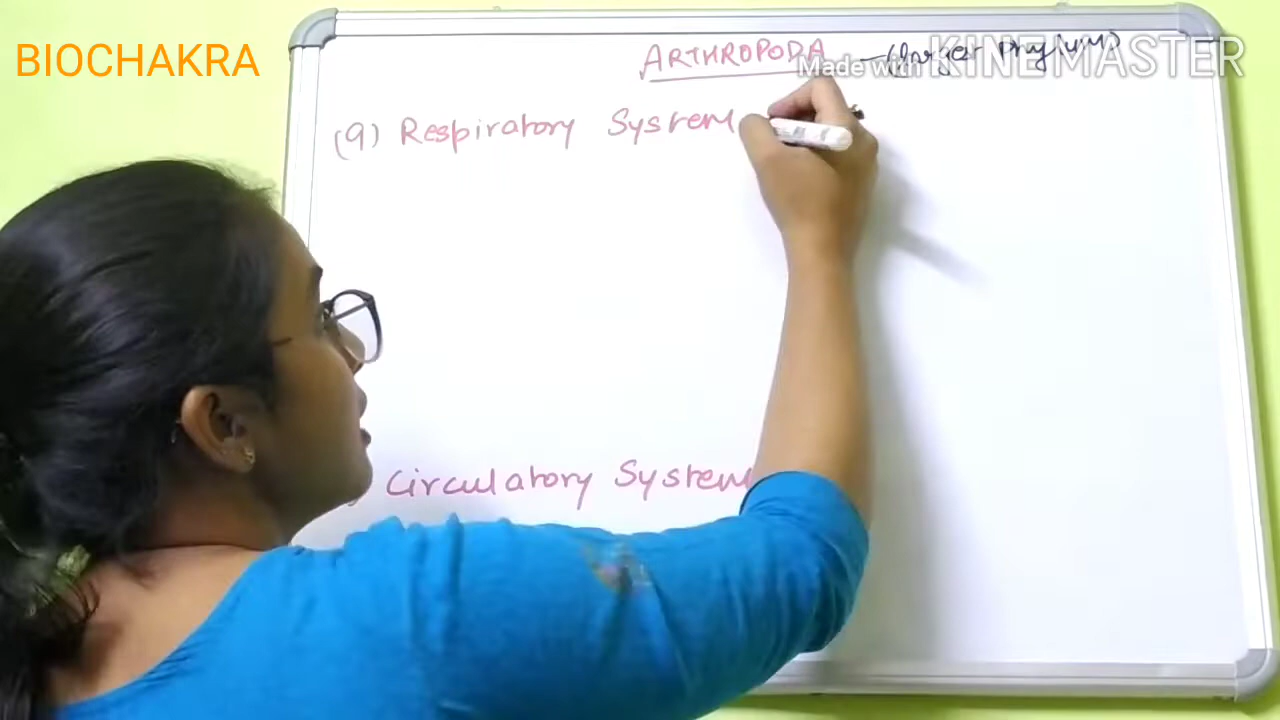 BIOCHAKRA
ARTHROPODA
Made with KINEMASTER
(9) Respiratory System
Circulatory System